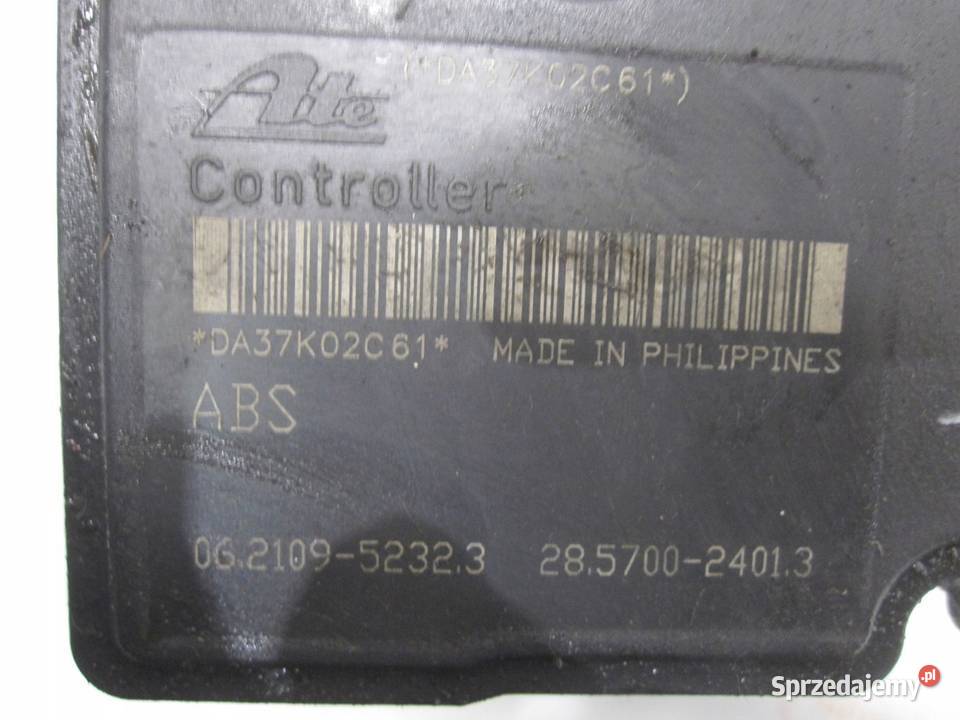 Ate (*DA37K02C61*)
Controller
*DA37K02C61* MADE IN PHILIPPINES
ABS
06.2109-5232.3 28.5700-2401.3
Sprzedajemy.pl